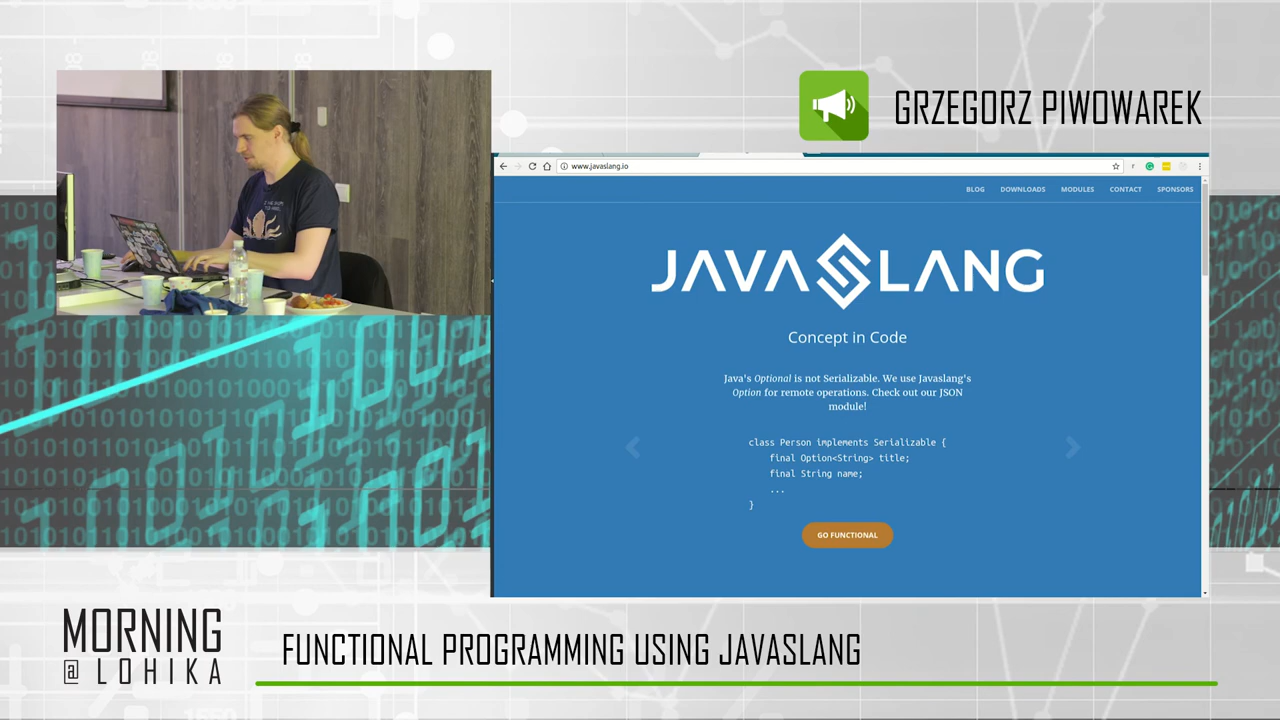 GRZEGORZ PIWOWAREK
www.javaslang.io
BLOG DOWNLOADS MODULES CONTACT SPONSORS
JAVASLANG
Concept in Code
Java's Optional is not Serializable. We use Javaslang's
Option for remote operations. Check out our JSON
module!
class Person implements Serializable {
final Option<String> title;
final String name;
...
}
GO FUNCTIONAL
MORNING
@ LOHIKA
FUNCTIONAL PROGRAMMING USING JAVASLANG